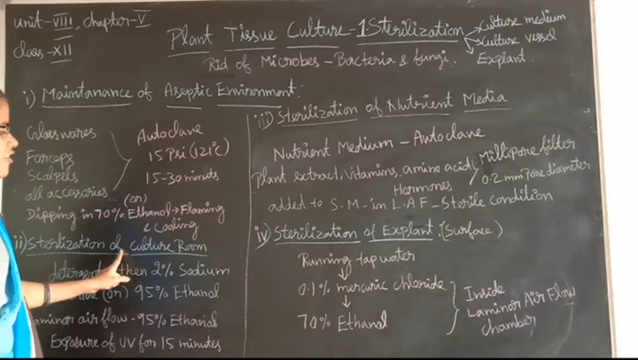 unit-VIII, chapter-V
class-XII
Plant Tissue Culture-1 Sterilization
Culture medium
Culture vessel
Explant
Rid of Microbes - Bacteria & fungi.
i) Maintanance of Aseptic Environment:
Glasswares
Forceps
Scalpels
all accessories
Autoclave
15 Psi (121°C)
15-30 minuts
(or)
Dipping in 70% Ethanol → Flaming
& Cooling
ii) Sterilization of Culture Room
then 2% Sodium
(or) 95% Ethanol
air flow - 95% Ethanol
Exposure of UV for 15 minutes
iii) Sterilization of Nutrient Media
Nutrient Medium - Autoclave
Plant extract, Vitamins, amino acid,
Hormones
Millipore filter
0.2 mm Pore diameter
added to S.M - in L.A.F - Sterile condition
iv) Sterilization of Explant (Surface)
Running tap water
↓
0.1% mercuric chloride
↓
70% Ethanol
Inside
Laminor Air Flow
chamber